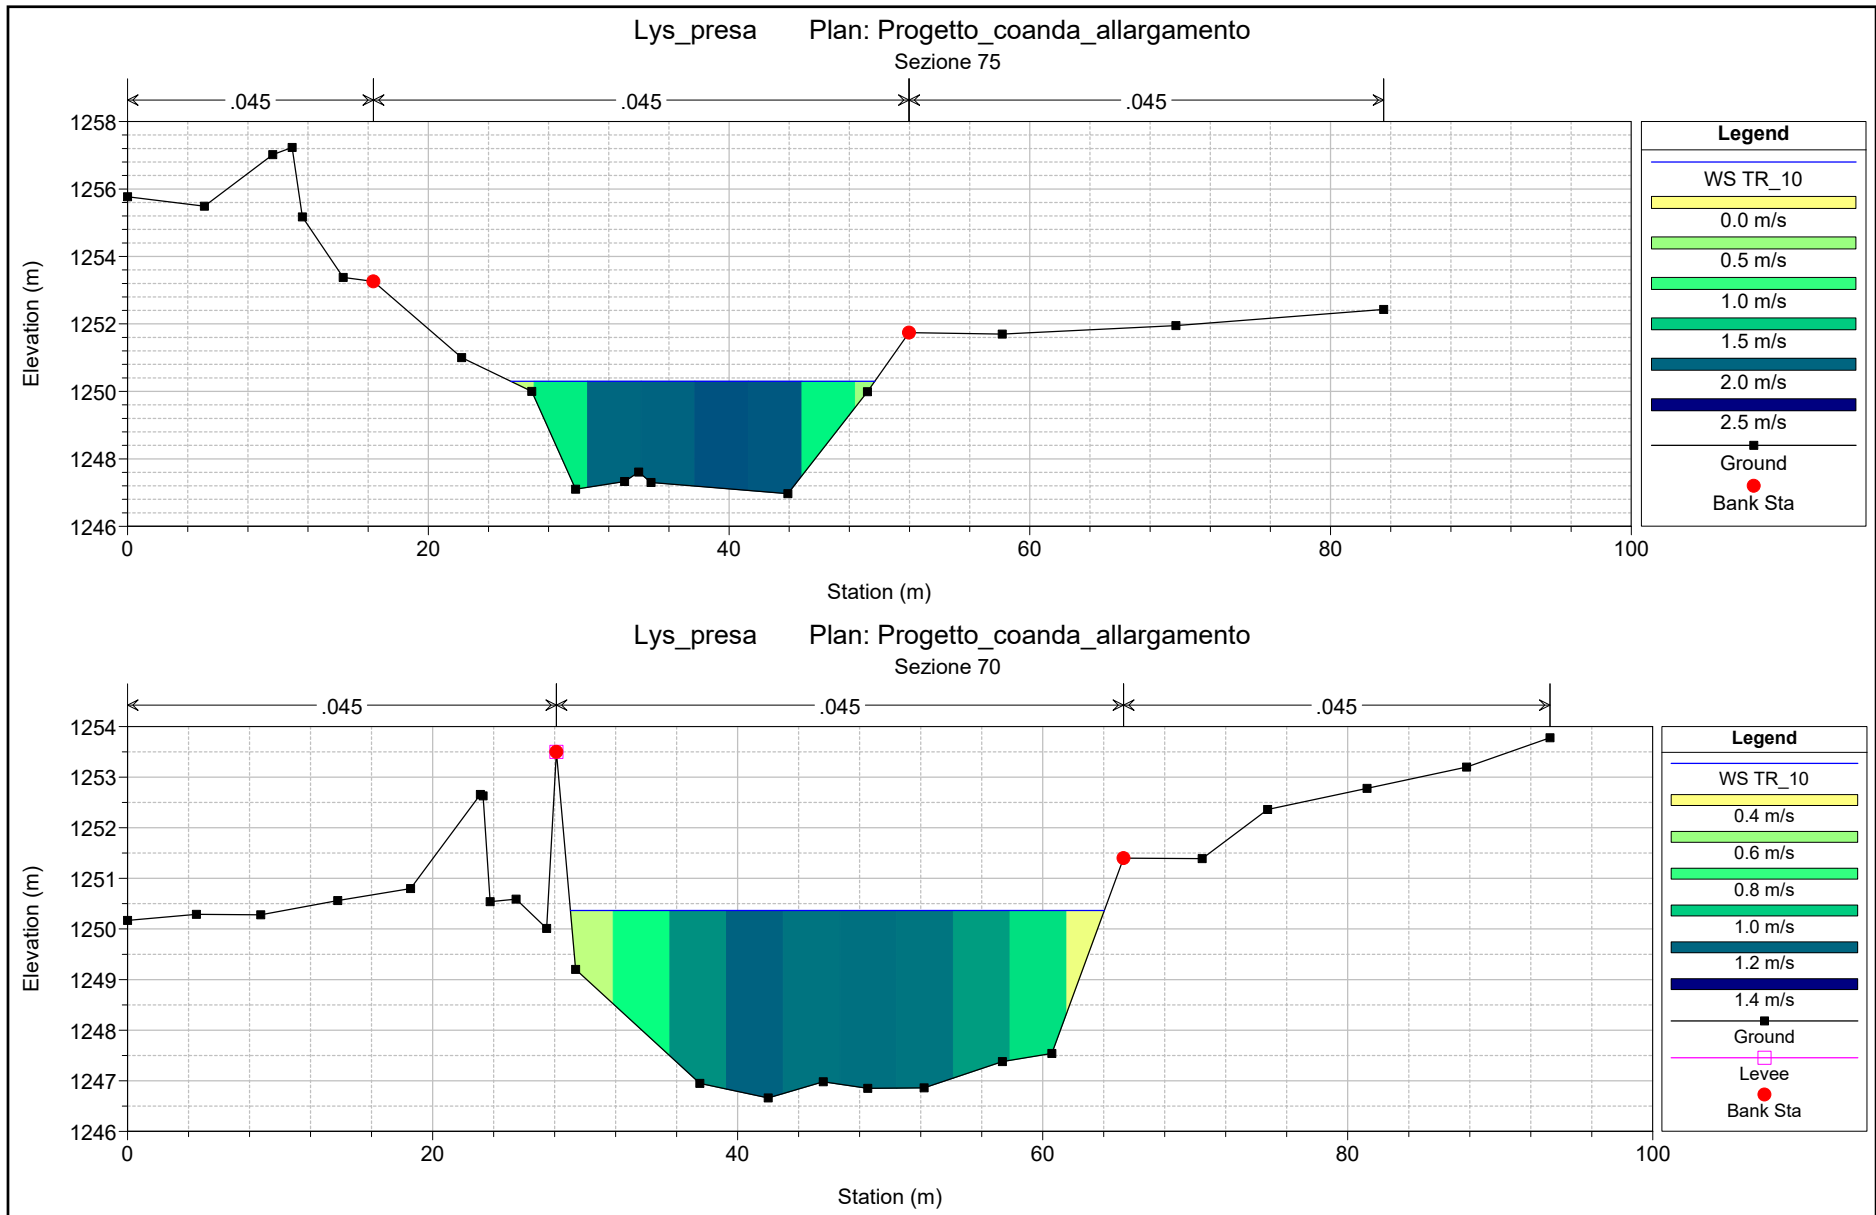 Lys_presa Plan: Progetto_coanda_allargamento
Sezione 75
.045 .045 .045
1258
1256
1254
1252
1250
1248
1246
Elevation (m)
0 20 40 60 80 100
Station (m)
Legend
WS TR_10
0.0 m/s
0.5 m/s
1.0 m/s
1.5 m/s
2.0 m/s
2.5 m/s
Ground
Bank Sta
Lys_presa Plan: Progetto_coanda_allargamento
Sezione 70
.045 .045 .045
1254
1253
1252
1251
1250
1249
1248
1247
1246
Elevation (m)
0 20 40 60 80 100
Station (m)
Legend
WS TR_10
0.4 m/s
0.6 m/s
0.8 m/s
1.0 m/s
1.2 m/s
1.4 m/s
Ground
Levee
Bank Sta